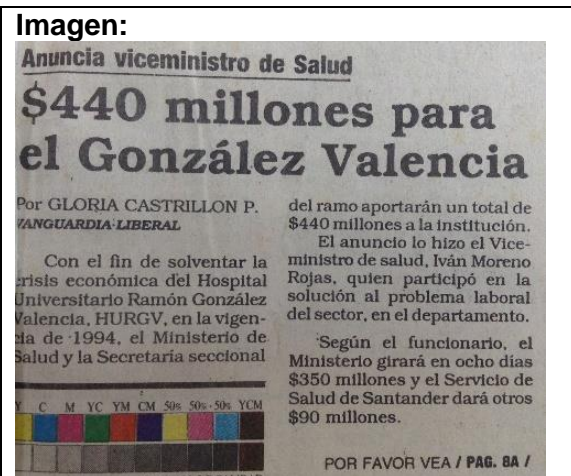 Imagen:
Anuncia viceministro de Salud
$440 millones para
el González Valencia
Por GLORIA CASTRILLON P.
VANGUARDIA LIBERAL
Con el fin de solventar la
crisis económica del Hospital
Universitario Ramón González
Valencia, HURGV, en la vigen-
cia de 1994, el Ministerio de
Salud y la Secretaría seccional
del ramo aportarán un total de
$440 millones a la institución.
El anuncio lo hizo el Vice-
ministro de salud, Iván Moreno
Rojas, quien participó en la
solución al problema laboral
del sector, en el departamento.
Según el funcionario, el
Ministerio girará en ocho días
$350 millones y el Servicio de
Salud de Santander dará otros
$90 millones.
POR FAVOR VEA / PAG. 8A /
Y C M YC YM CM 50s 50s-50s YCM